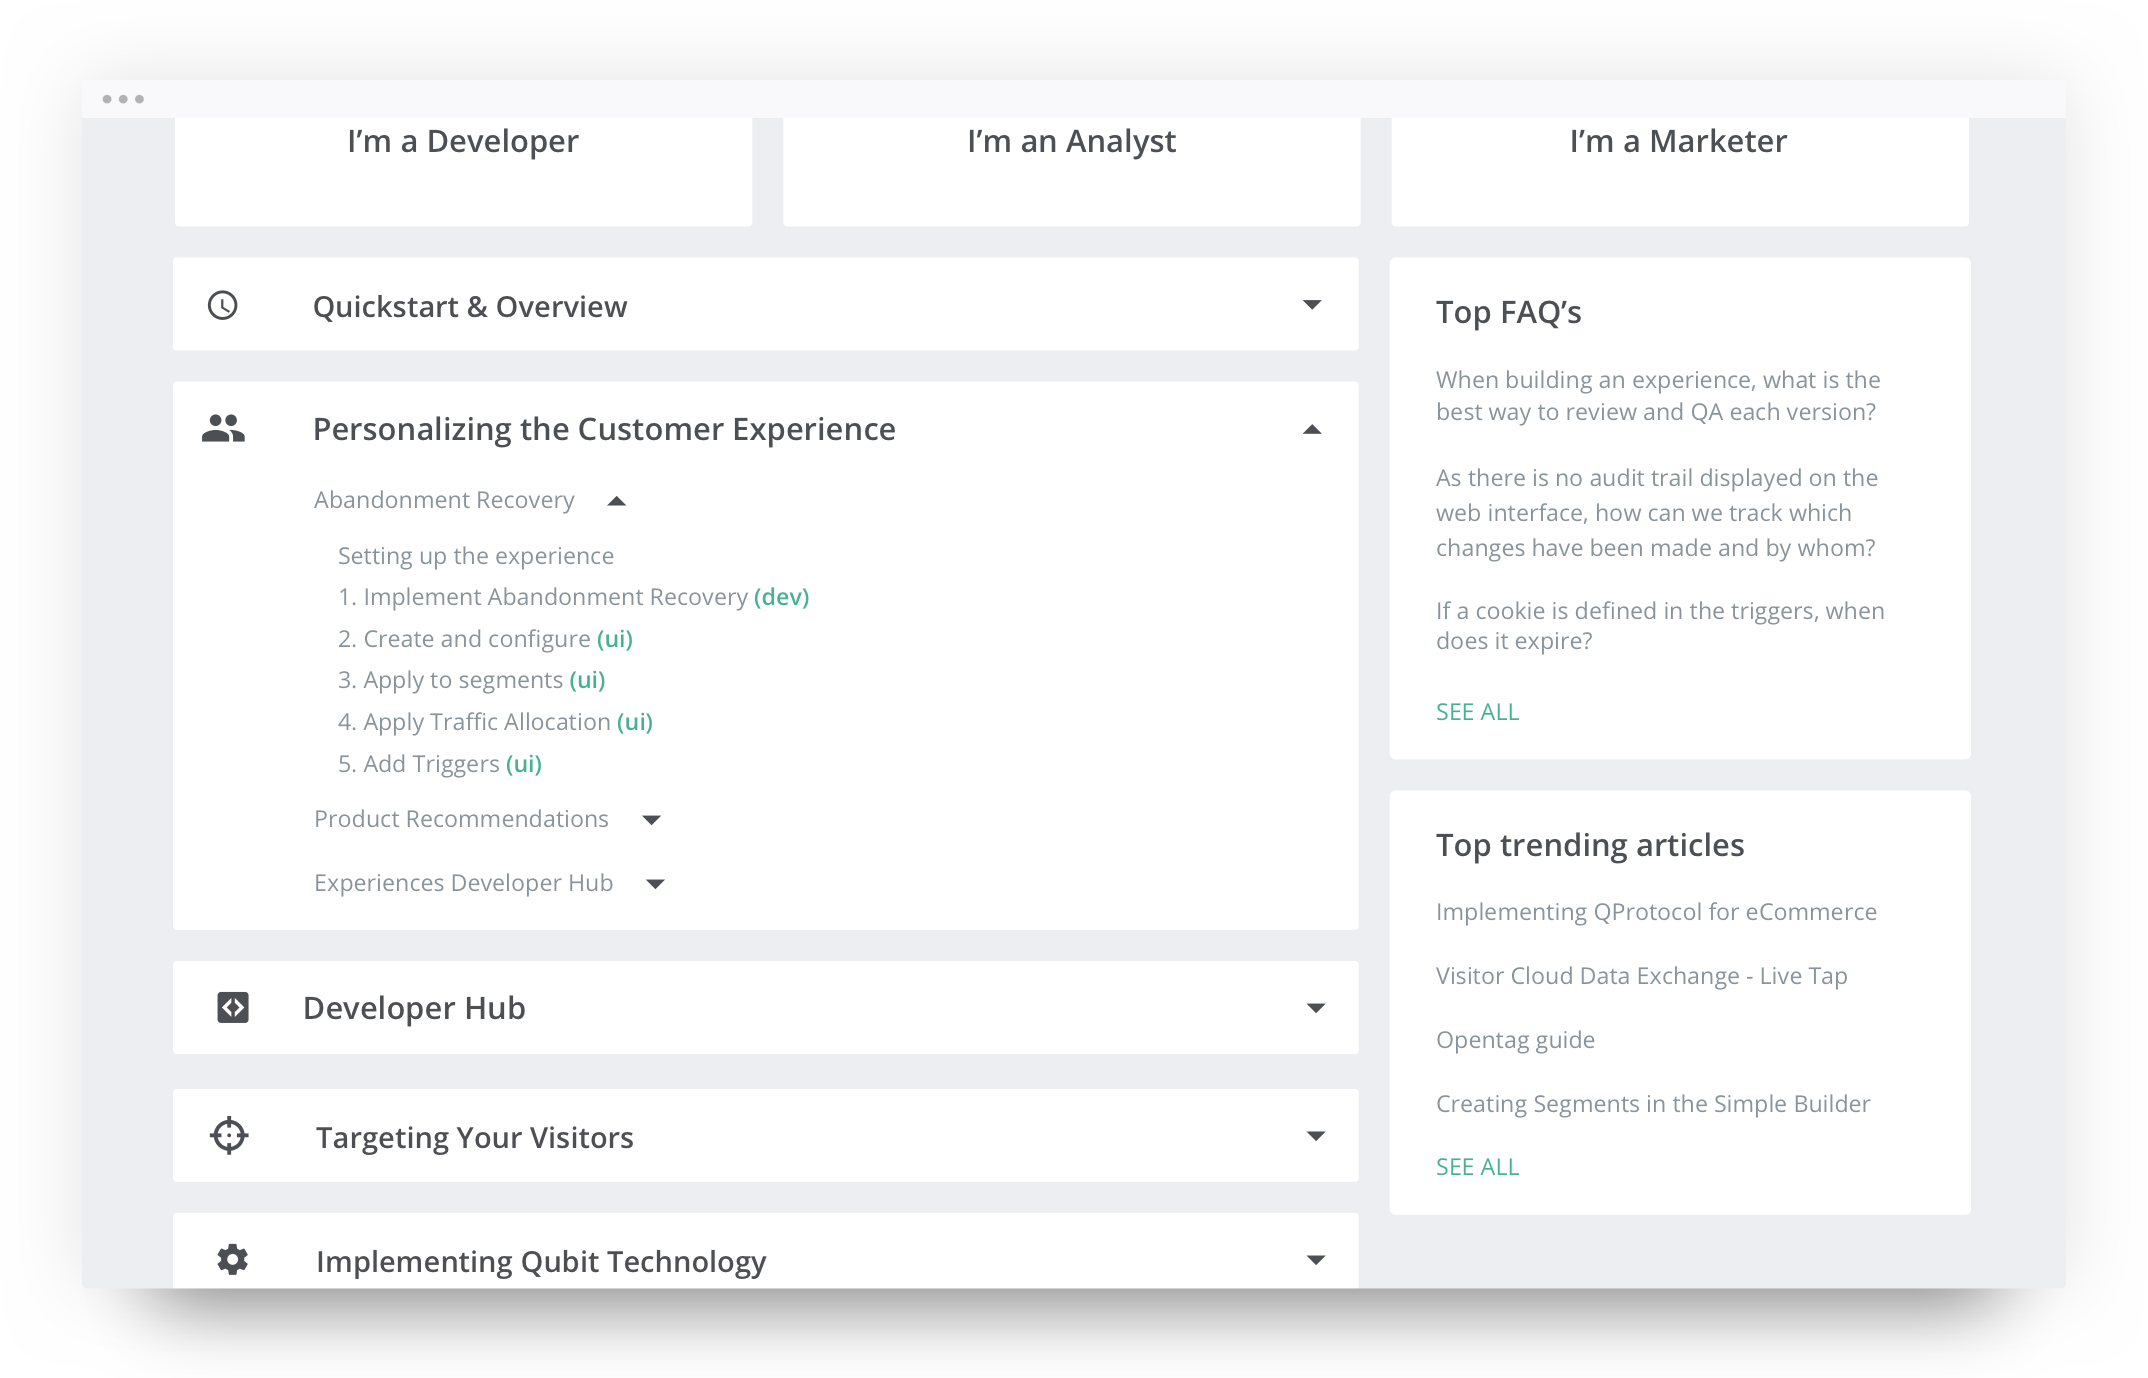 I’m a Developer
I’m an Analyst
I’m a Marketer
Quickstart & Overview
Personalizing the Customer Experience
Abandonment Recovery
Setting up the experience
1. Implement Abandonment Recovery (dev)
2. Create and configure (ui)
3. Apply to segments (ui)
4. Apply Traffic Allocation (ui)
5. Add Triggers (ui)
Product Recommendations
Experiences Developer Hub
Developer Hub
Targeting Your Visitors
Implementing Qubit Technology
Top FAQ’s
When building an experience, what is the
best way to review and QA each version?
As there is no audit trail displayed on the
web interface, how can we track which
changes have been made and by whom?
If a cookie is defined in the triggers, when
does it expire?
SEE ALL
Top trending articles
Implementing QProtocol for eCommerce
Visitor Cloud Data Exchange - Live Tap
Opentag guide
Creating Segments in the Simple Builder
SEE ALL